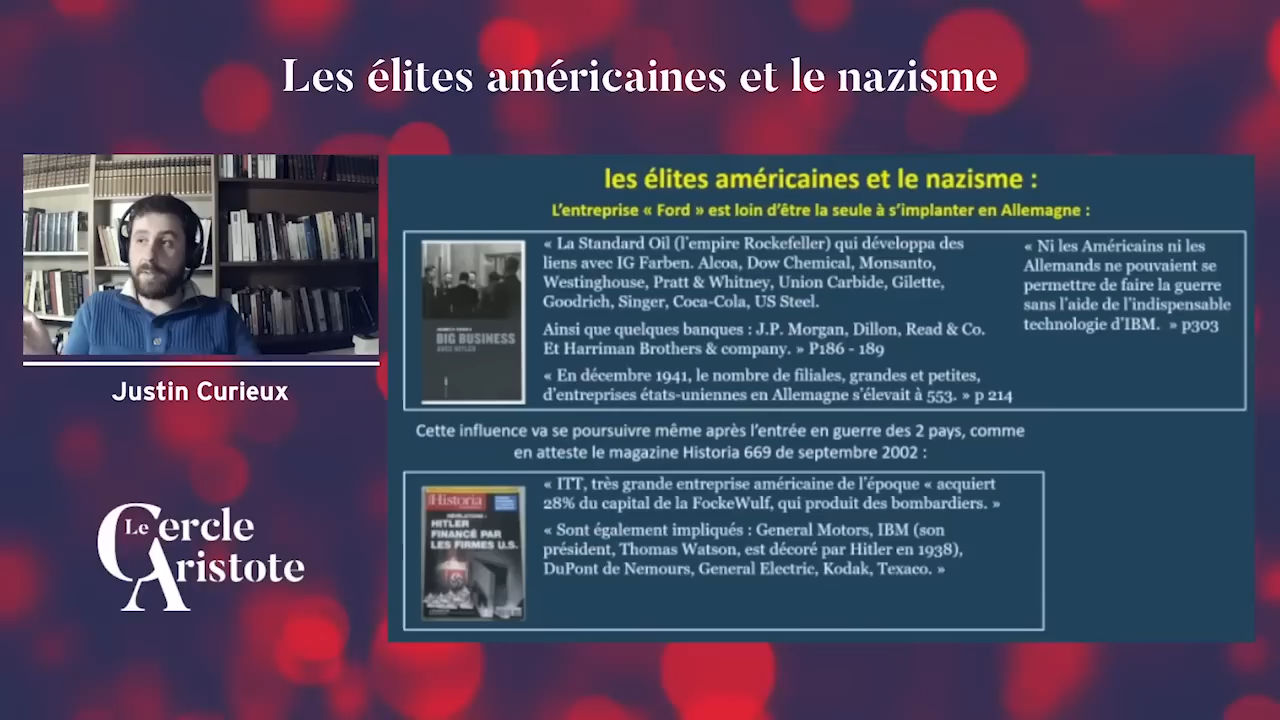 Les élites américaines et le nazisme
les élites américaines et le nazisme :
L'entreprise « Ford » est loin d'être la seule à s'implanter en Allemagne :
« La Standard Oil (l'empire Rockefeller) qui développa des
liens avec IG Farben. Alcoa, Dow Chemical, Monsanto,
Westinghouse, Pratt & Whitney, Union Carbide, Gilette,
Goodrich, Singer, Coca-Cola, US Steel.
Ainsi que quelques banques : J.P. Morgan, Dillon, Read & Co.
Et Harriman Brothers & company. » P186 - 189
« En décembre 1941, le nombre de filiales, grandes et petites,
d'entreprises états-uniennes en Allemagne s'élevait à 553. » p 214
« Ni les Américains ni les
Allemands ne pouvaient se
permettre de faire la guerre
sans l'aide de l'indispensable
technologie d'IBM. » p303
BIG BUSINESS
AVEC HITLER
Justin Curieux
Cette influence va se poursuivre même après l'entrée en guerre des 2 pays, comme
en atteste le magazine Historia 669 de septembre 2002 :
« ITT, très grande entreprise américaine de l'époque « acquiert
28% du capital de la FockeWulf, qui produit des bombardiers. »
« Sont également impliqués : General Motors, IBM (son
président, Thomas Watson, est décoré par Hitler en 1938),
DuPont de Nemours, General Electric, Kodak, Texaco. »
Historia
HITLER
FINANCÉ PAR
LES FIRMES U.S.
Le Cercle
Aristote